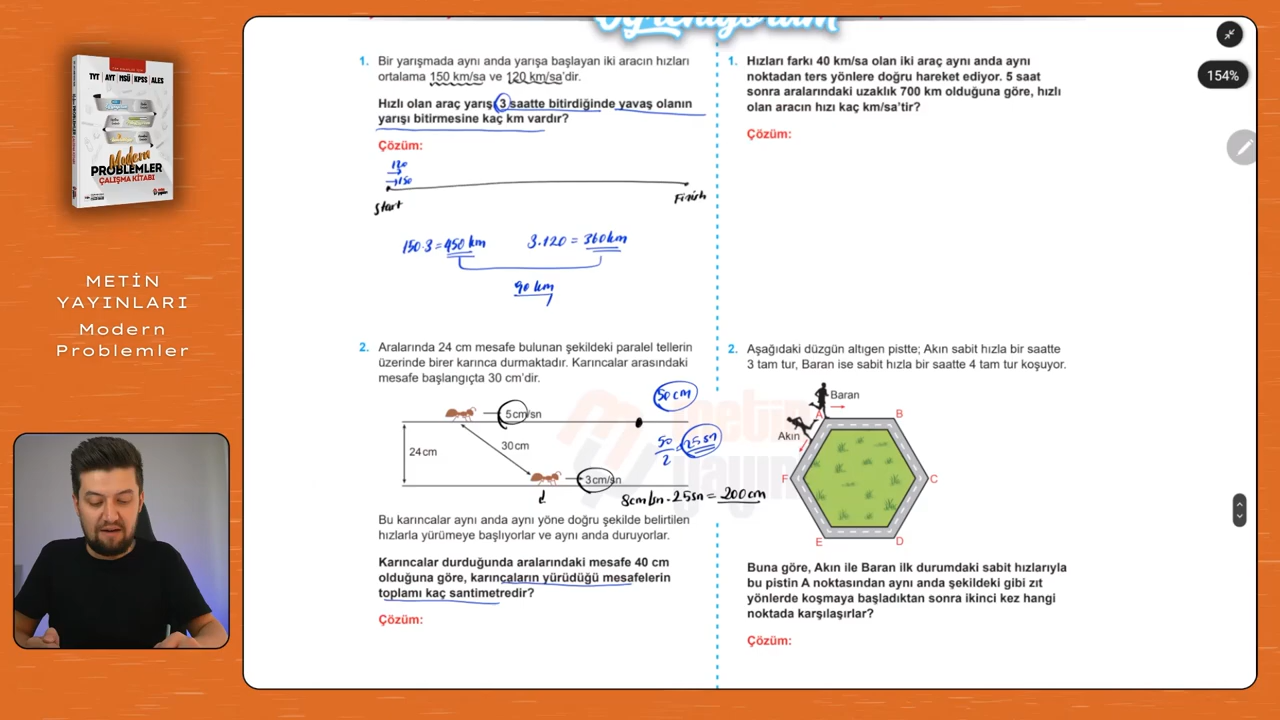 öğreniyorum
154%
TYT AYT MSÜ KPSS ALES
Modern
PROBLEMLER
ÇALIŞMA KİTABI
METİN
YAYINLARI
Modern
Problemler
1. Bir yarışmada aynı anda yarışa başlayan iki aracın hızları
ortalama 150 km/sa ve 120 km/sa'dir.
Hızlı olan araç yarışı 3 saatte bitirdiğinde yavaş olanın
yarışı bitirmesine kaç km vardır?
Çözüm:
120
150
Start
Finish
150.3 = 450 km 3.120 = 360 km
90 km
2. Aralarında 24 cm mesafe bulunan şekildeki paralel tellerin
üzerinde birer karınca durmaktadır. Karıncalar arasındaki
mesafe başlangıçta 30 cm'dir.
50 cm
5 cm/sn
24 cm
30 cm
50/2 = 25 sn
3 cm/sn
8 cm/sn . 25 sn = 200 cm
Bu karıncalar aynı anda aynı yöne doğru şekilde belirtilen
hızlarla yürümeye başlıyorlar ve aynı anda duruyorlar.
Karıncalar durduğunda aralarındaki mesafe 40 cm
olduğuna göre, karıncaların yürüdüğü mesafelerin
toplamı kaç santimetredir?
Çözüm:
1. Hızları farkı 40 km/sa olan iki araç aynı anda aynı
noktadan ters yönlere doğru hareket ediyor. 5 saat
sonra aralarındaki uzaklık 700 km olduğuna göre, hızlı
olan aracın hızı kaç km/sa'tir?
Çözüm:
2. Aşağıdaki düzgün altıgen pistte; Akın sabit hızla bir saatte
3 tam tur, Baran ise sabit hızla bir saatte 4 tam tur koşuyor.
Baran
A
B
Akın
F
C
E
D
Buna göre, Akın ile Baran ilk durumdaki sabit hızlarıyla
bu pistin A noktasından aynı anda şekildeki gibi zıt
yönlerde koşmaya başladıktan sonra ikinci kez hangi
noktada karşılaşırlar?
Çözüm: